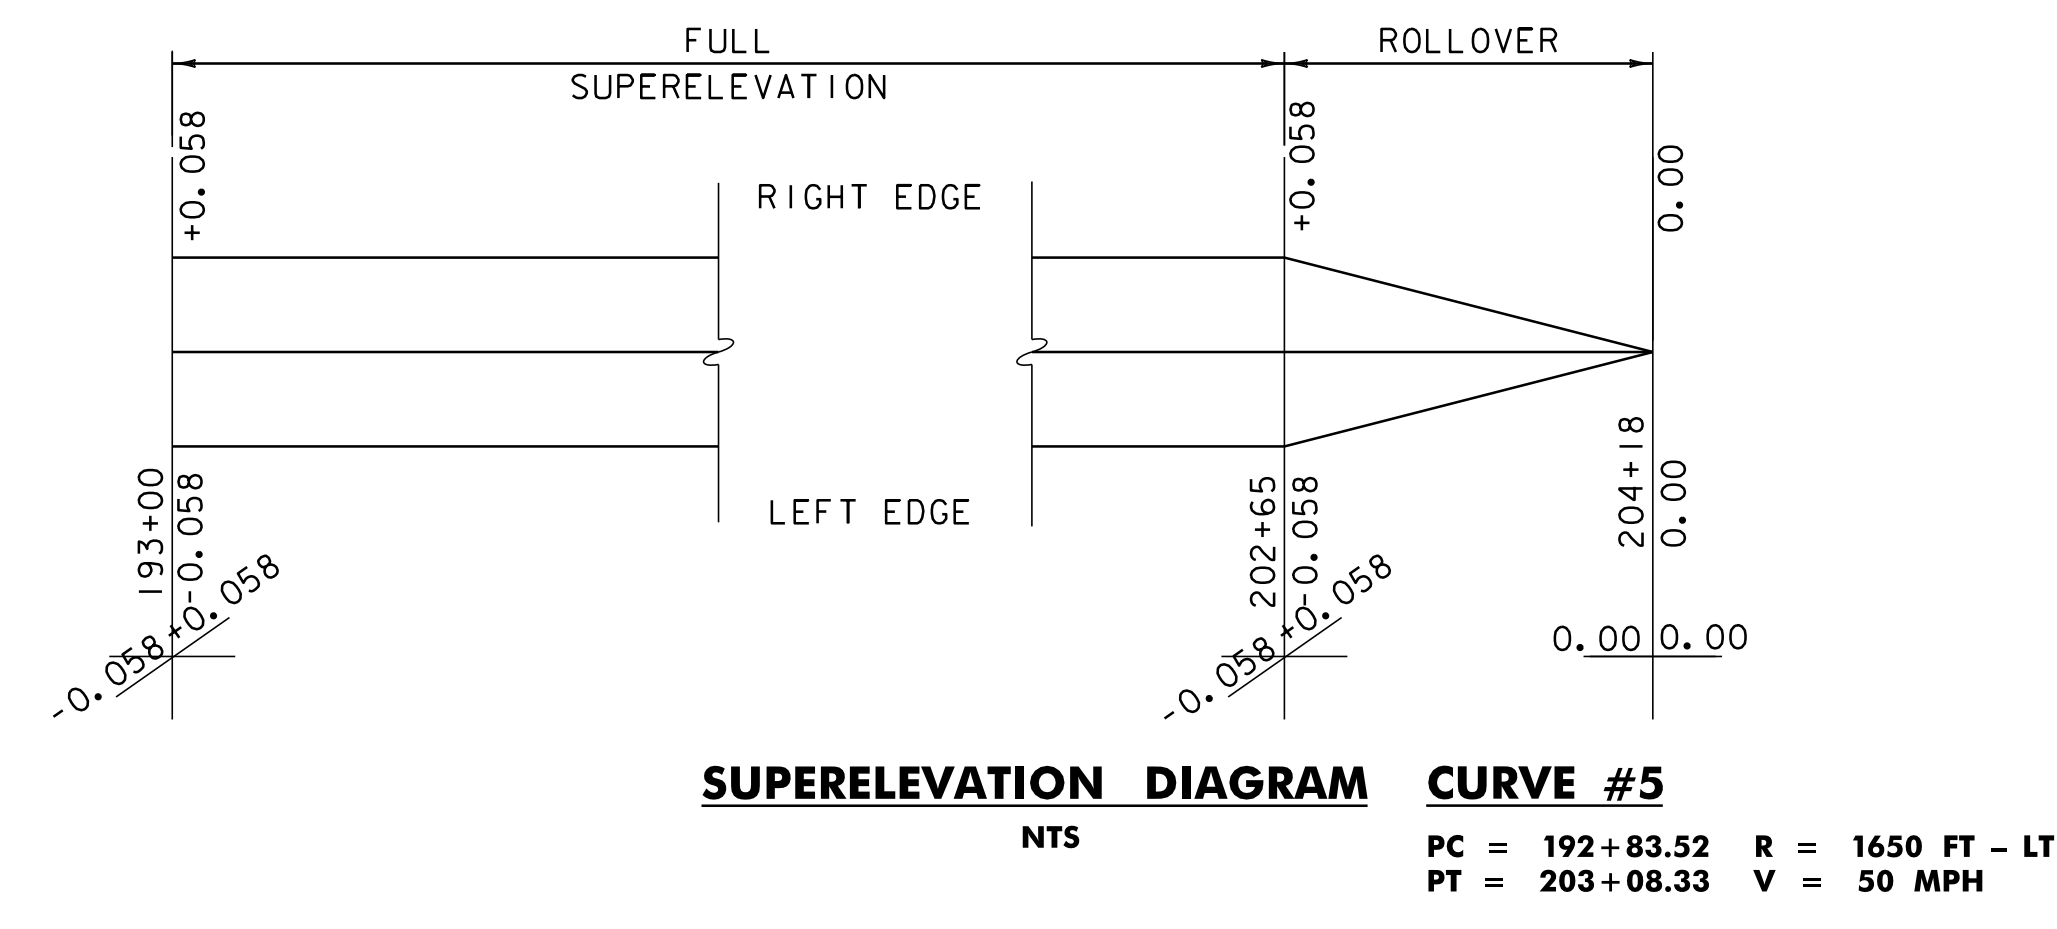 FULL
SUPERELEVATION
ROLLOVER
+0.058
+0.058
0.00
RIGHT EDGE
LEFT EDGE
193+00
-0.058
202+65
-0.058
204+18
0.00
-0.058 +0.058
-0.058 +0.058
0.00 0.00
SUPERELEVATION DIAGRAM CURVE #5
NTS
PC = 192+83.52 R = 1650 FT – LT
PT = 203+08.33 V = 50 MPH